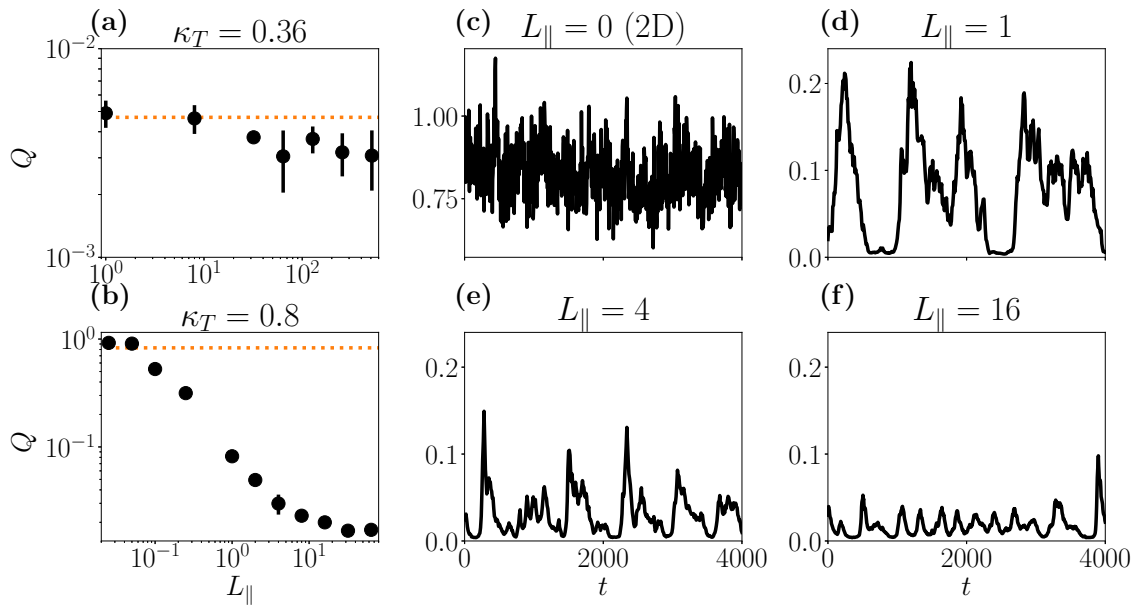 (a)
κ_T = 0.36
10^{-2}
Q
10^{-3}
10^0
10^1
10^2
(b)
κ_T = 0.8
10^0
Q
10^{-1}
10^{-1}
10^0
10^1
L_∥
(c)
L_∥ = 0 (2D)
1.00
0.75
(d)
L_∥ = 1
0.2
0.1
0.0
0
2000
4000
(e)
L_∥ = 4
0.2
0.1
0.0
0
2000
4000
t
(f)
L_∥ = 16
0.2
0.1
0.0
0
2000
4000
t